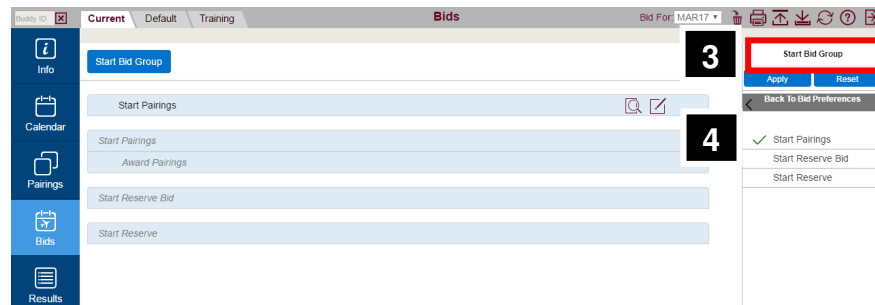 Buddy ID
Current Default Training
Bids
Bid For: MAR17
Info
Calendar
Pairings
Bids
Results
Start Bid Group
Start Pairings
Start Pairings
Award Pairings
Start Reserve Bid
Start Reserve
3
Start Bid Group
Apply Reset
Back To Bid Preferences
4
Start Pairings
Start Reserve Bid
Start Reserve